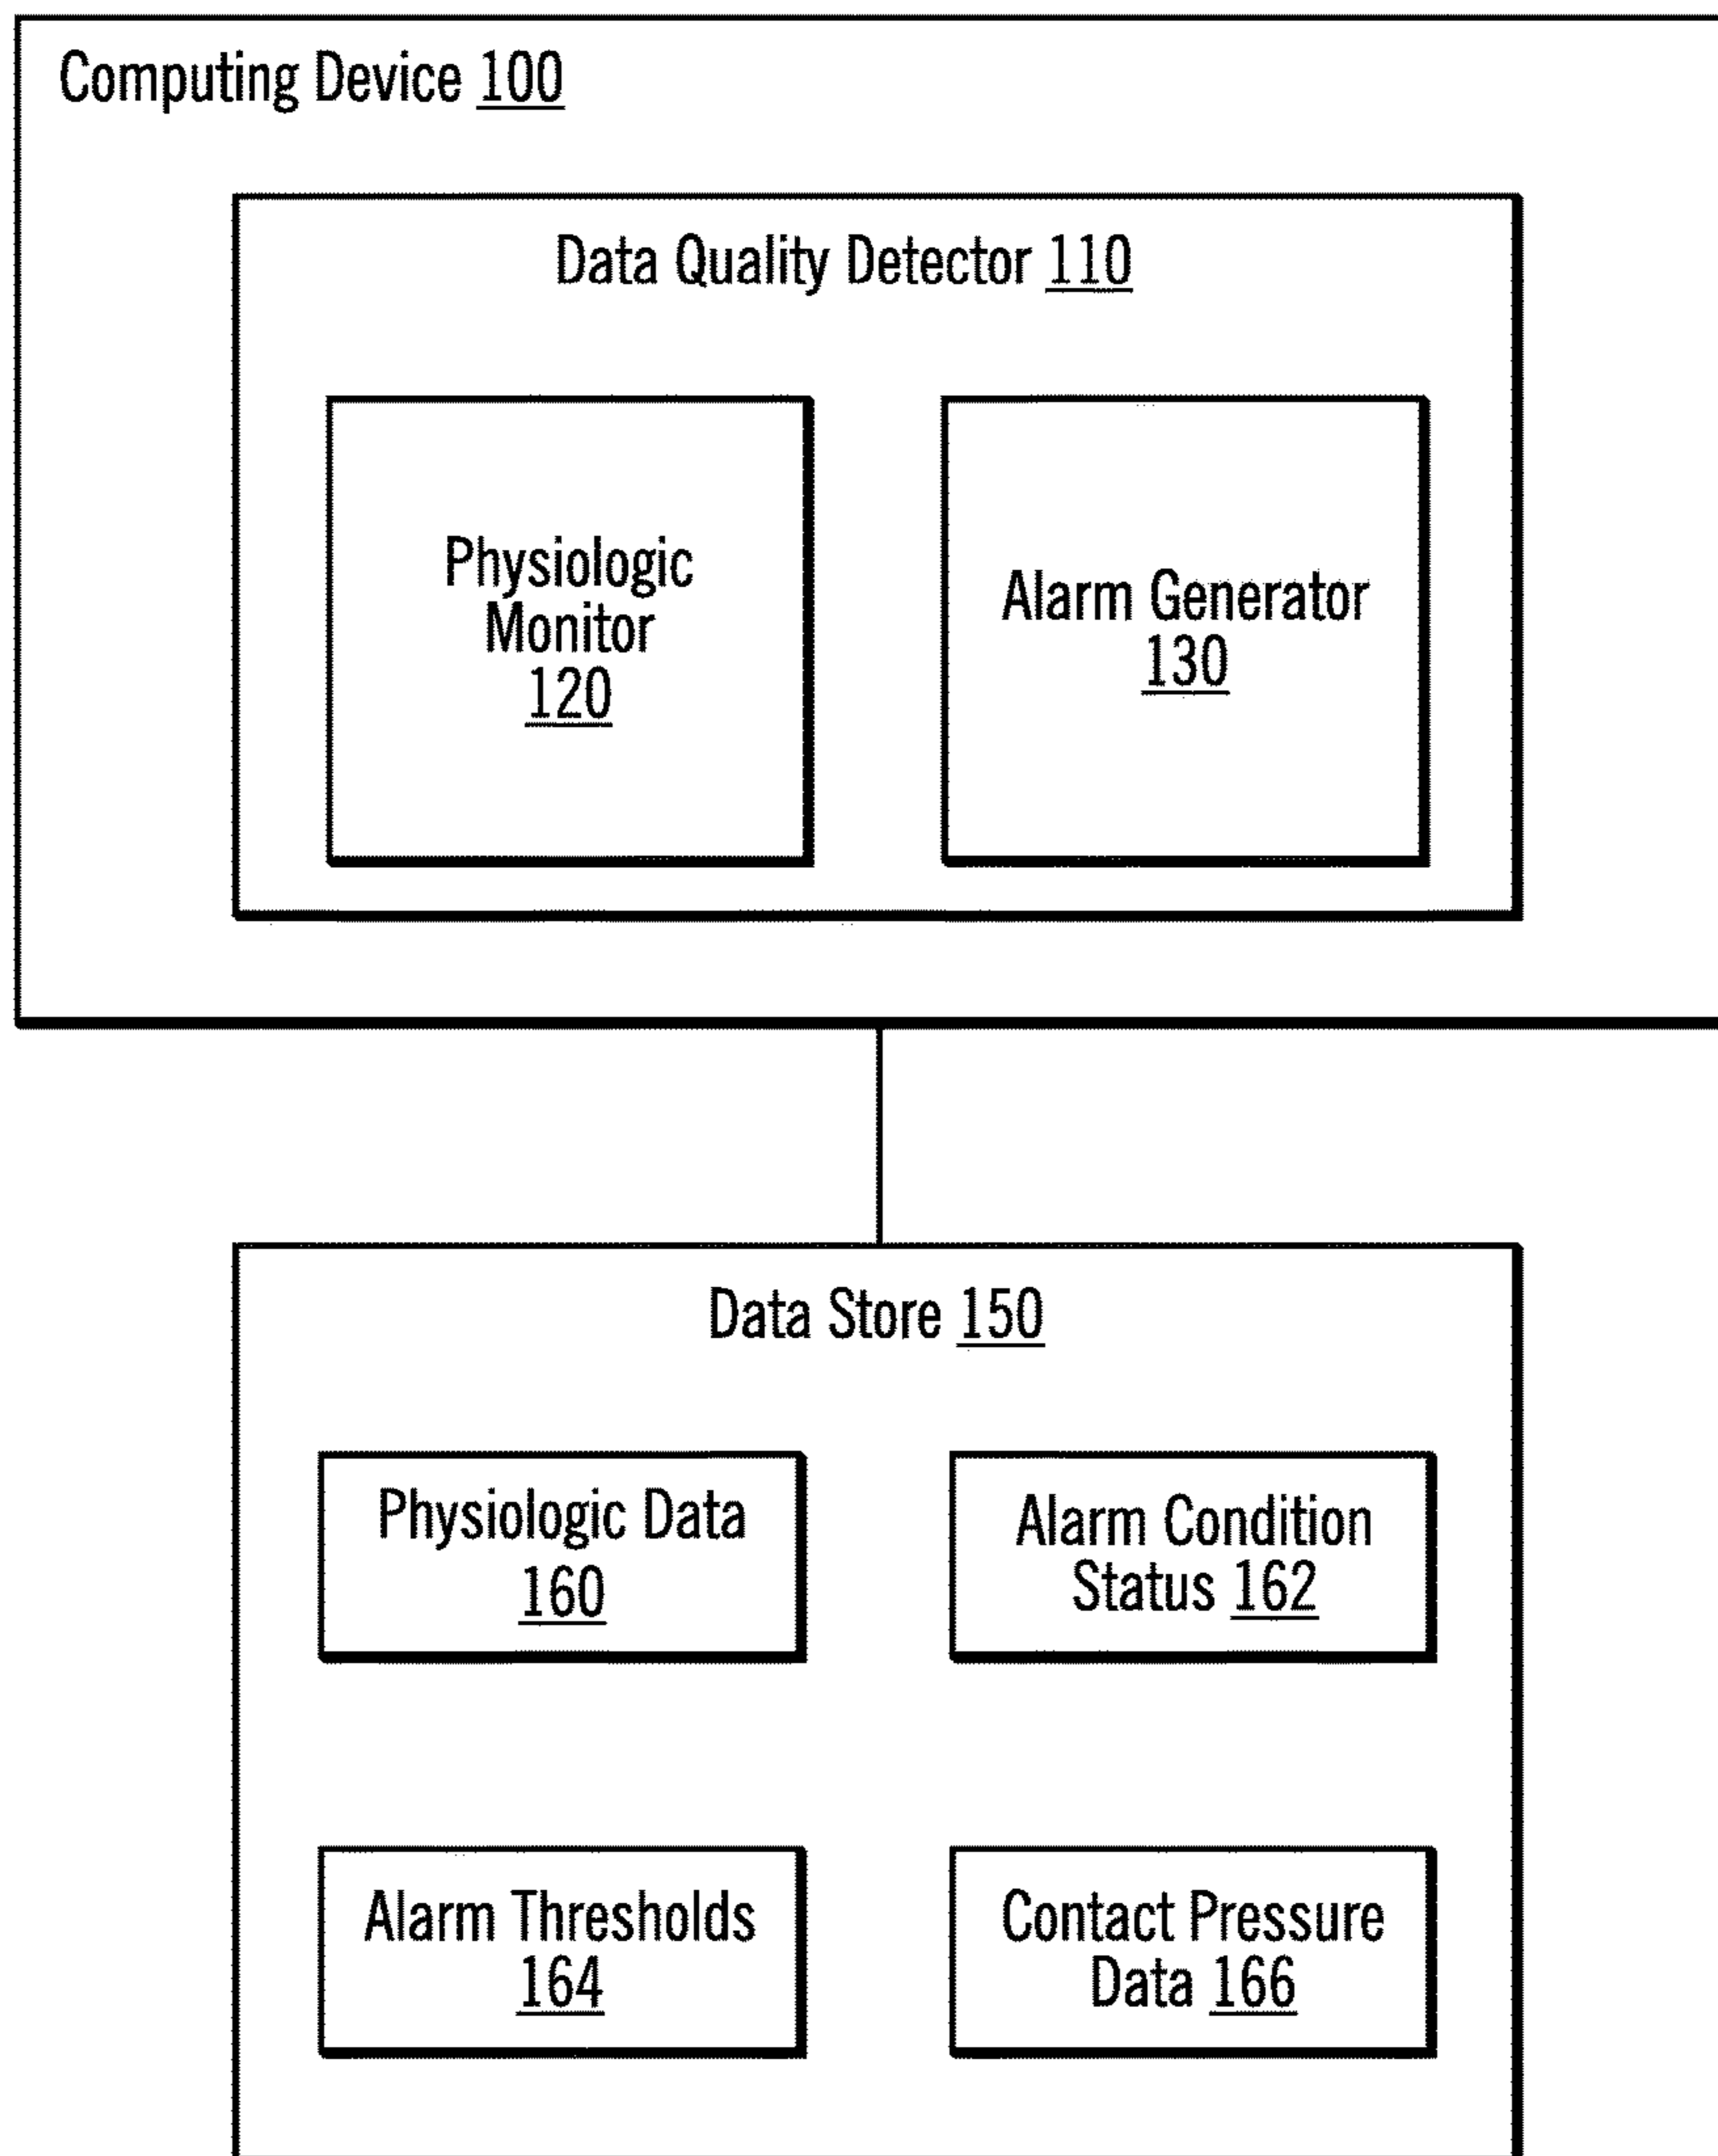 Computing Device 100
Data Quality Detector 110
Physiologic
Monitor
120
Alarm Generator
130
Data Store 150
Physiologic Data
160
Alarm Condition
Status 162
Alarm Thresholds
164
Contact Pressure
Data 166